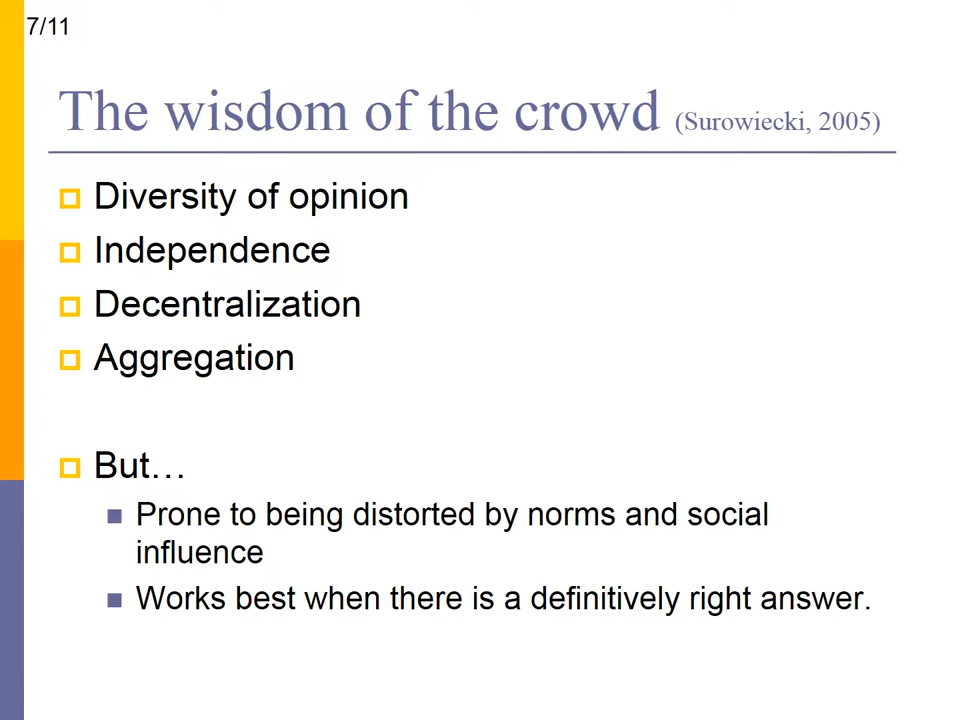 7/11
The wisdom of the crowd (Surowiecki, 2005)
Diversity of opinion
Independence
Decentralization
Aggregation
But…
Prone to being distorted by norms and social
influence
Works best when there is a definitively right answer.